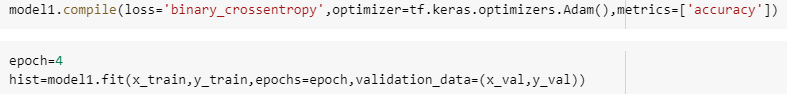 model1.compile(loss='binary_crossentropy',optimizer=tf.keras.optimizers.Adam(),metrics=['accuracy'])
epoch=4
hist=model1.fit(x_train,y_train,epochs=epoch,validation_data=(x_val,y_val))